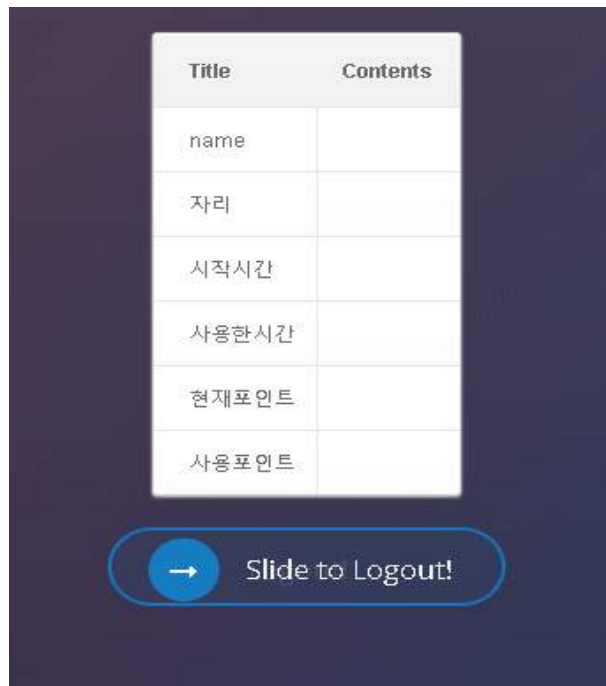 Title Contents
name
자리
시작시간
사용한시간
현재포인트
사용포인트
Slide to Logout!